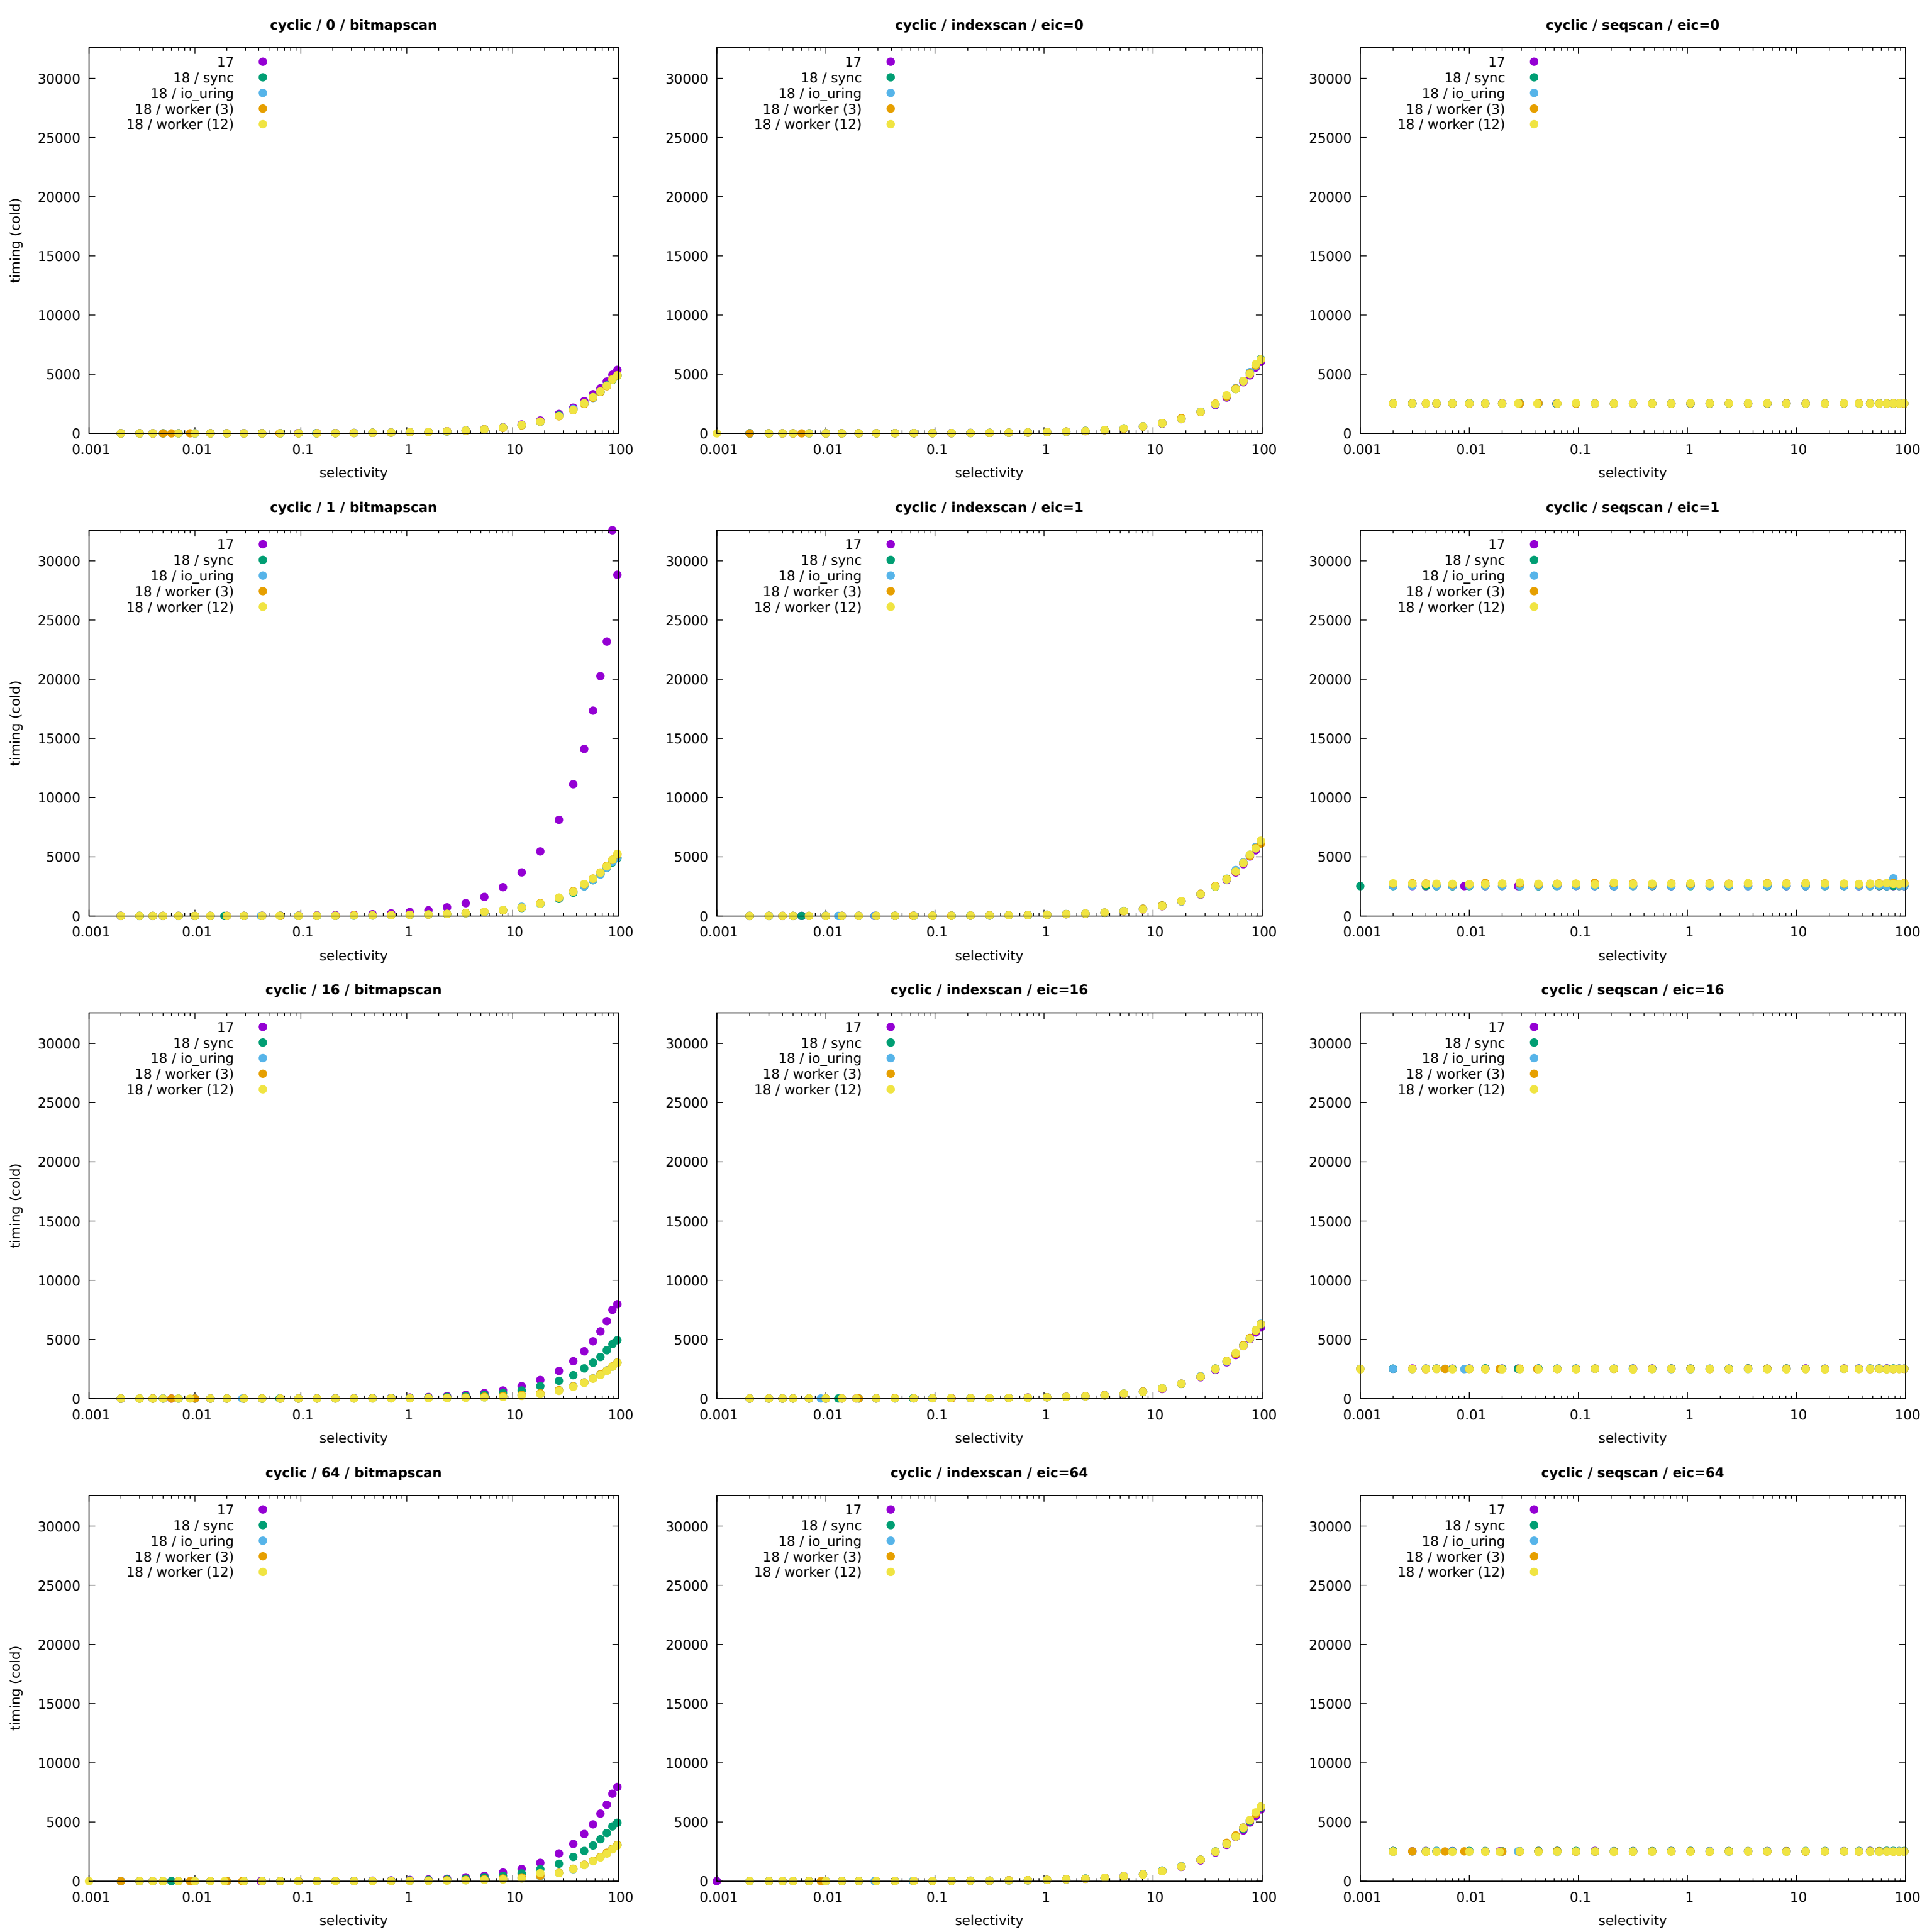 cyclic / 0 / bitmapscan
timing (cold)
30000
25000
20000
15000
10000
5000
0
17
18 / sync
18 / io_uring
18 / worker (3)
18 / worker (12)
0.001 0.01 0.1 1 10 100
selectivity
cyclic / indexscan / eic=0
30000
25000
20000
15000
10000
5000
0
17
18 / sync
18 / io_uring
18 / worker (3)
18 / worker (12)
0.001 0.01 0.1 1 10 100
selectivity
cyclic / seqscan / eic=0
30000
25000
20000
15000
10000
5000
0
17
18 / sync
18 / io_uring
18 / worker (3)
18 / worker (12)
0.001 0.01 0.1 1 10 100
selectivity
cyclic / 1 / bitmapscan
timing (cold)
30000
25000
20000
15000
10000
5000
0
17
18 / sync
18 / io_uring
18 / worker (3)
18 / worker (12)
0.001 0.01 0.1 1 10 100
selectivity
cyclic / indexscan / eic=1
30000
25000
20000
15000
10000
5000
0
17
18 / sync
18 / io_uring
18 / worker (3)
18 / worker (12)
0.001 0.01 0.1 1 10 100
selectivity
cyclic / seqscan / eic=1
30000
25000
20000
15000
10000
5000
0
17
18 / sync
18 / io_uring
18 / worker (3)
18 / worker (12)
0.001 0.01 0.1 1 10 100
selectivity
cyclic / 16 / bitmapscan
timing (cold)
30000
25000
20000
15000
10000
5000
0
17
18 / sync
18 / io_uring
18 / worker (3)
18 / worker (12)
0.001 0.01 0.1 1 10 100
selectivity
cyclic / indexscan / eic=16
30000
25000
20000
15000
10000
5000
0
17
18 / sync
18 / io_uring
18 / worker (3)
18 / worker (12)
0.001 0.01 0.1 1 10 100
selectivity
cyclic / seqscan / eic=16
30000
25000
20000
15000
10000
5000
0
17
18 / sync
18 / io_uring
18 / worker (3)
18 / worker (12)
0.001 0.01 0.1 1 10 100
selectivity
cyclic / 64 / bitmapscan
timing (cold)
30000
25000
20000
15000
10000
5000
0
17
18 / sync
18 / io_uring
18 / worker (3)
18 / worker (12)
0.001 0.01 0.1 1 10 100
selectivity
cyclic / indexscan / eic=64
30000
25000
20000
15000
10000
5000
0
17
18 / sync
18 / io_uring
18 / worker (3)
18 / worker (12)
0.001 0.01 0.1 1 10 100
selectivity
cyclic / seqscan / eic=64
30000
25000
20000
15000
10000
5000
0
17
18 / sync
18 / io_uring
18 / worker (3)
18 / worker (12)
0.001 0.01 0.1 1 10 100
selectivity